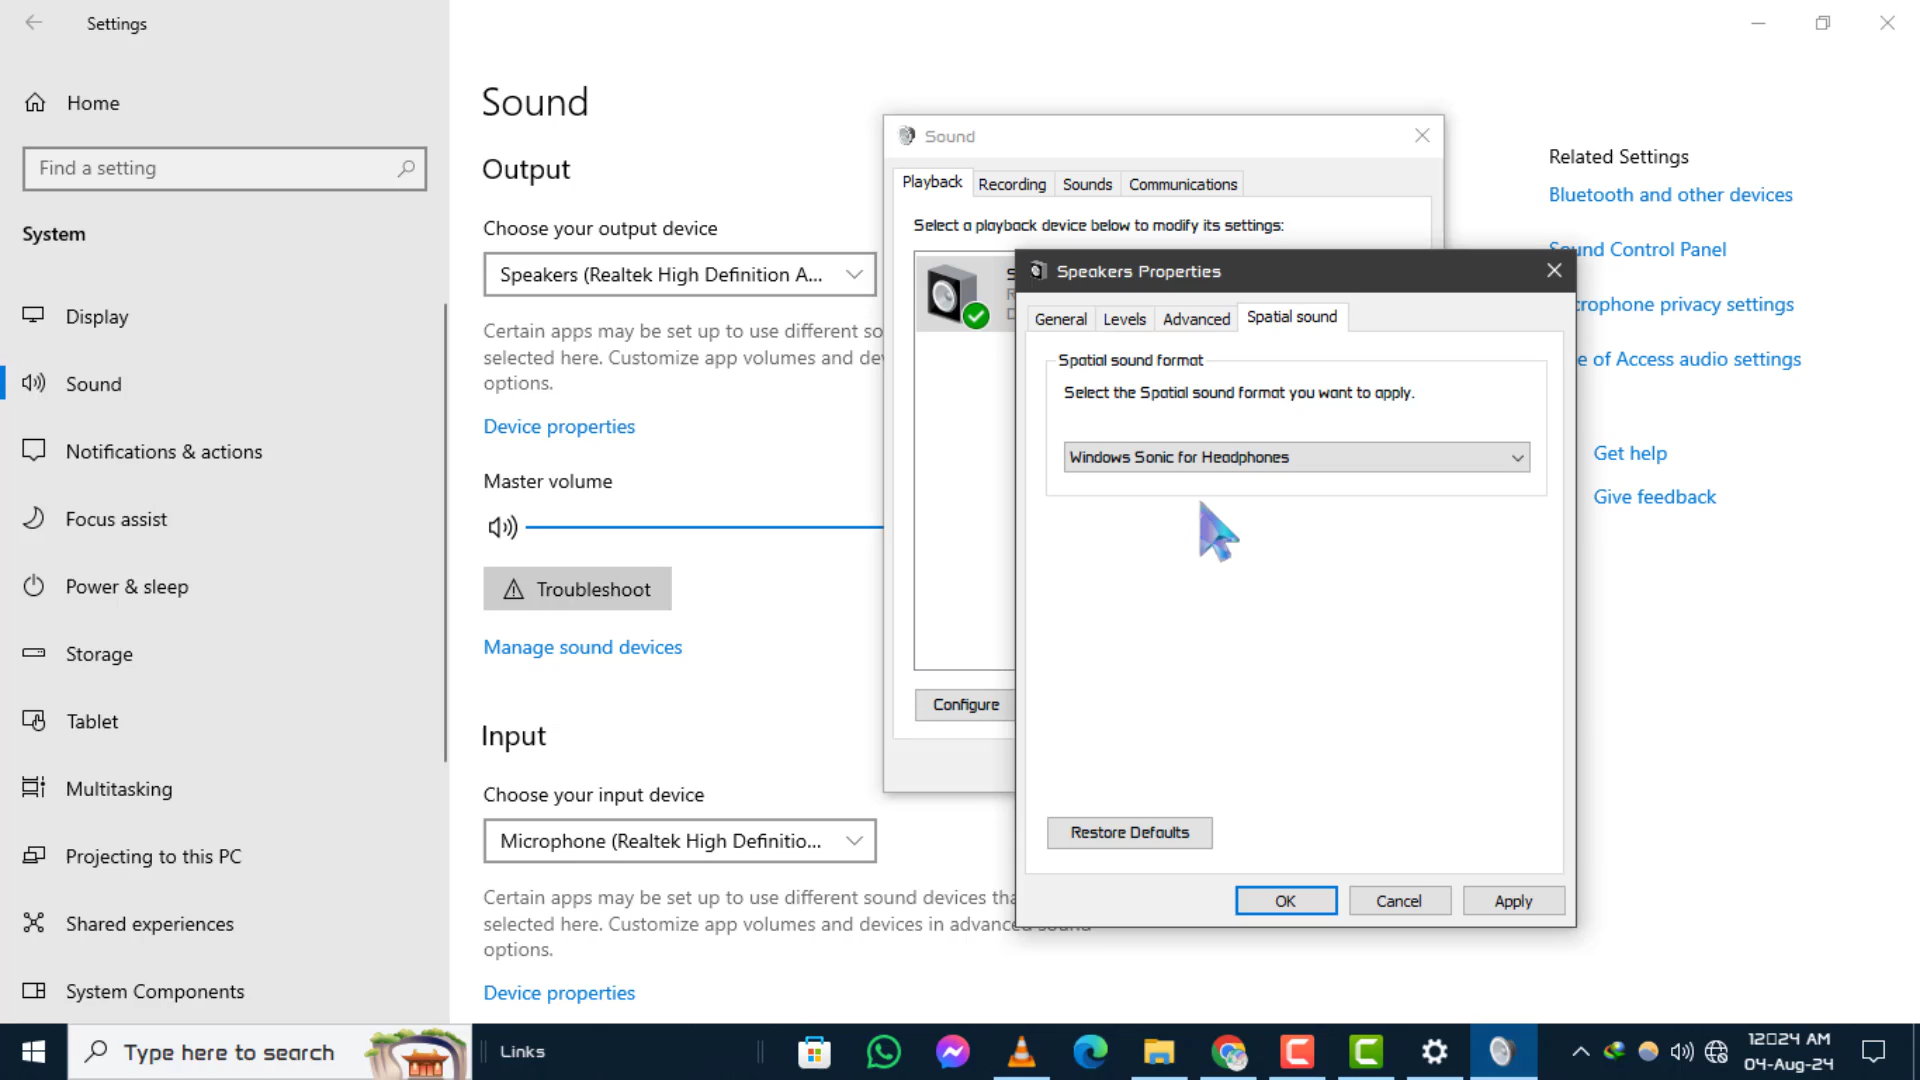 Settings
Home
Find a setting
System
Display
Sound
Notifications & actions
Focus assist
Power & sleep
Storage
Tablet
Multitasking
Projecting to this PC
Shared experiences
System Components
Sound
Output
Choose your output device
Speakers (Realtek High Definition A...
Certain apps may be set up to use different so
selected here. Customize app volumes and de
options.
Device properties
Master volume
Troubleshoot
Manage sound devices
Input
Choose your input device
Microphone (Realtek High Definitio...
Certain apps may be set up to use different sound devices tha
selected here. Customize app volumes and devices in advanced sound
options.
Device properties
Sound
Playback
Recording
Sounds
Communications
Select a playback device below to modify its settings:
Configure
Speakers Properties
General
Levels
Advanced
Spatial sound
Spatial sound format
Select the Spatial sound format you want to apply.
Windows Sonic for Headphones
Restore Defaults
OK
Cancel
Apply
Related Settings
Bluetooth and other devices
Sound Control Panel
crophone privacy settings
e of Access audio settings
Get help
Give feedback
Type here to search
Links
12▯24 AM
04-Aug-24